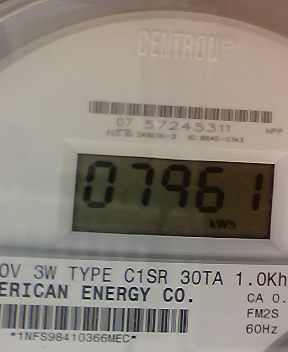 CENTRON®
07 57245311
HPP
07961
kWh
0V 3W TYPE C1SR 30TA 1.0Kh
ERICAN ENERGY CO.
CA 0.
FM2S
60Hz
*1NFS98410366MEC*